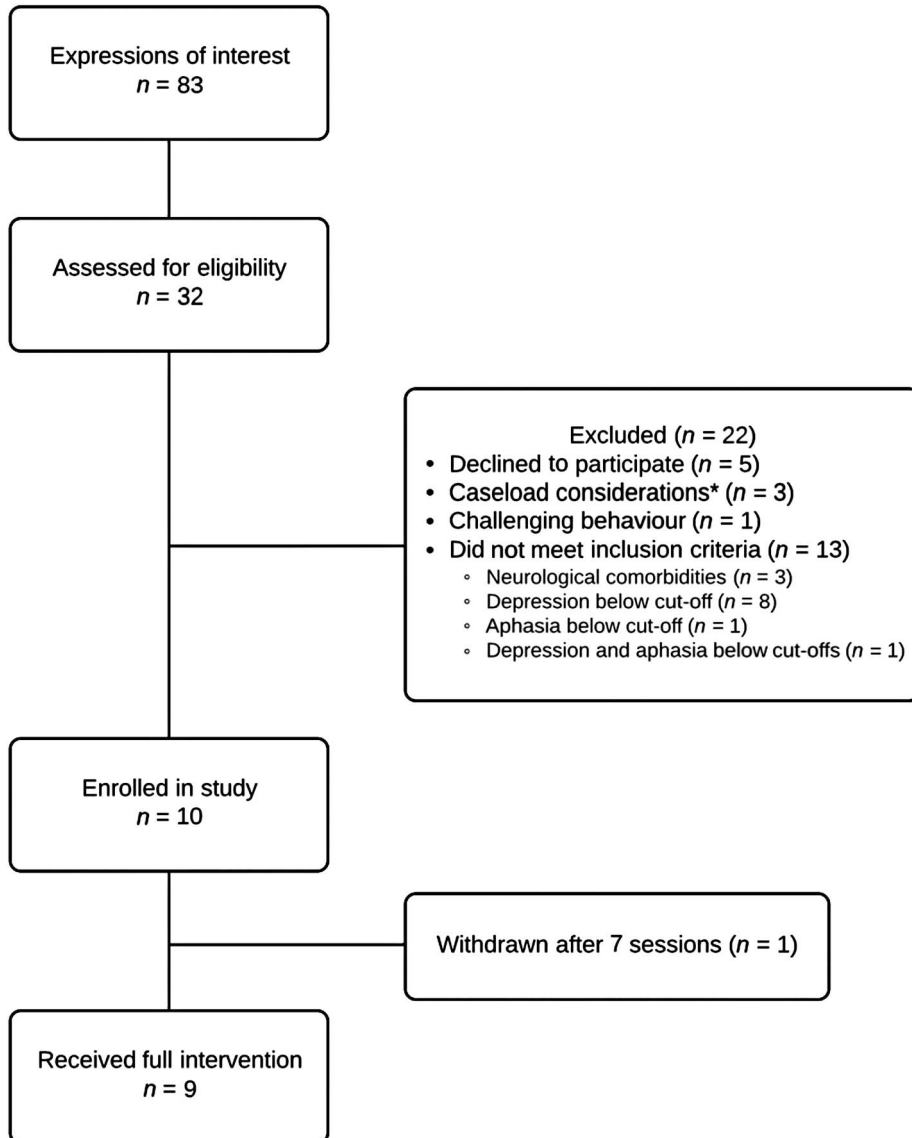 Expressions of interest
n = 83
Assessed for eligibility
n = 32
Excluded (n = 22)
• Declined to participate (n = 5)
• Caseload considerations* (n = 3)
• Challenging behaviour (n = 1)
• Did not meet inclusion criteria (n = 13)
◦ Neurological comorbidities (n = 3)
◦ Depression below cut-off (n = 8)
◦ Aphasia below cut-off (n = 1)
◦ Depression and aphasia below cut-offs (n = 1)
Enrolled in study
n = 10
Withdrawn after 7 sessions (n = 1)
Received full intervention
n = 9